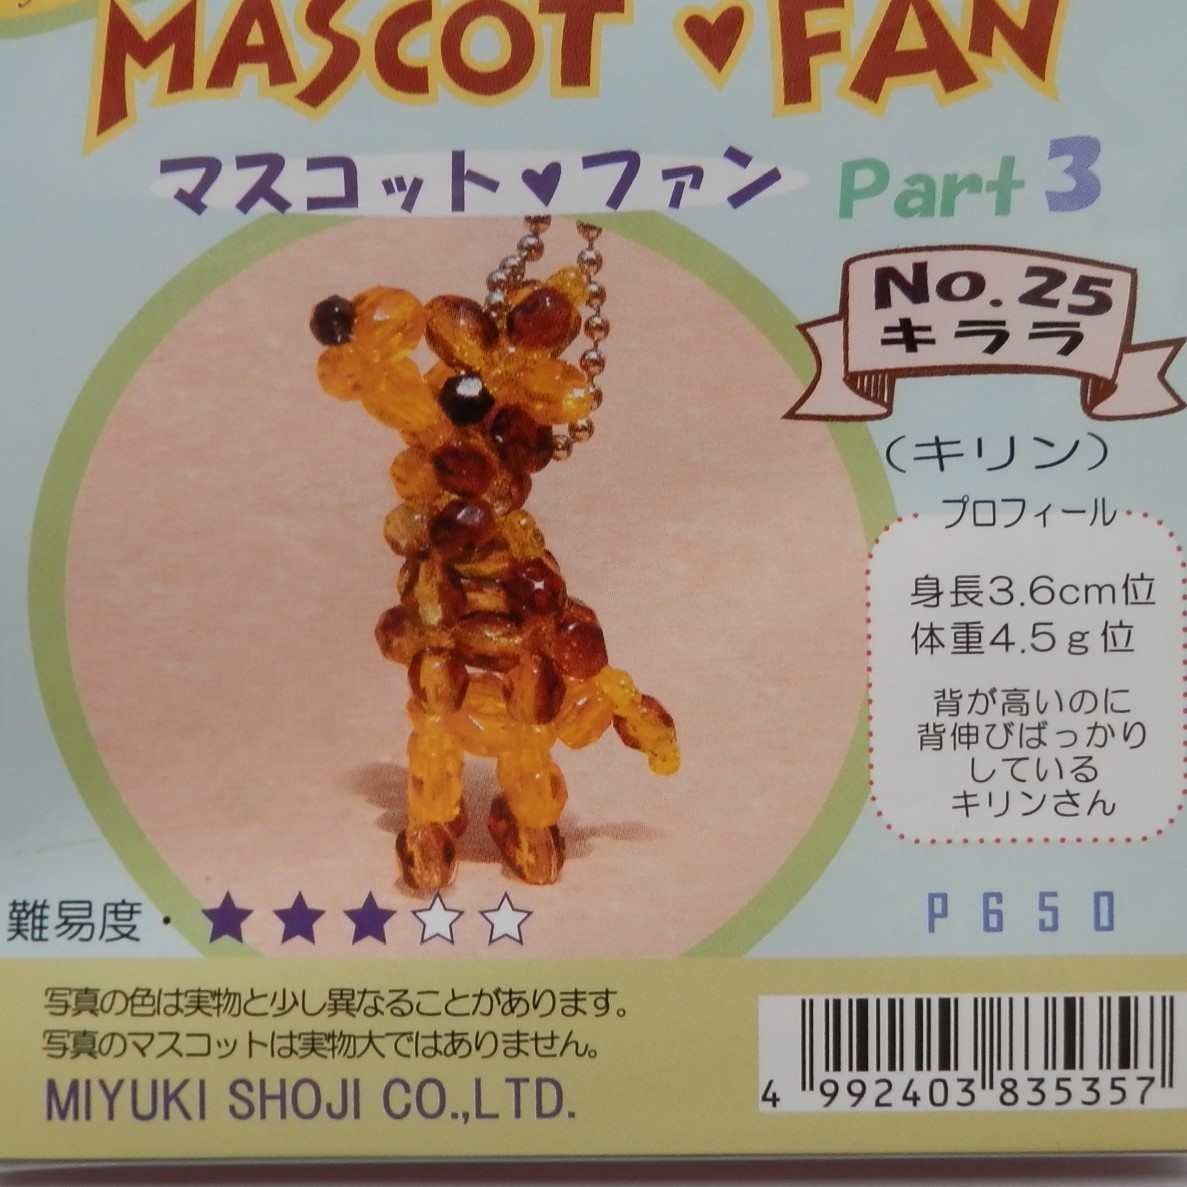 MASCOT♥FAN
マスコット♥ファン Part 3
No.25
キララ
(キリン)
プロフィール
身長3.6cm位
体重4.5g位
背が高いのに
背伸びばっかり
している
キリンさん
難易度・★★★☆☆
P650
写真の色は実物と少し異なることがあります。
写真のマスコットは実物大ではありません。
MIYUKI SHOJI CO.,LTD.
4 992403 835357